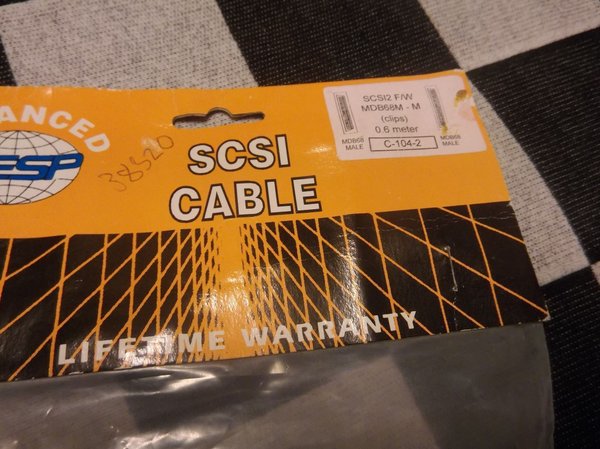 ANCED
ESP
38520
SCSI
CABLE
SCSI2 F/W
MDB68M - M
(clips)
0.6 meter
MDB68
MALE
C-104-2
MDB68
MALE
LIFETIME WARRANTY